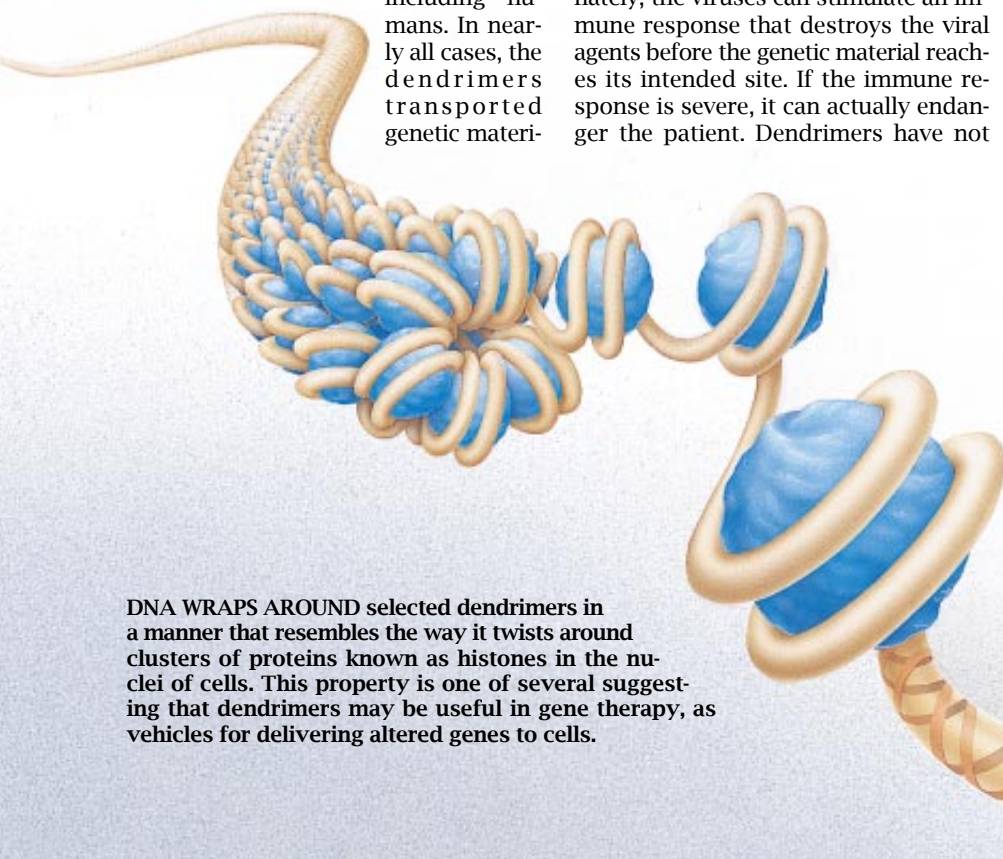 including hu-
mans. In near-
ly all cases, the
dendrimers
transported
genetic materi-
nately, the viruses can stimulate an im-
mune response that destroys the viral
agents before the genetic material reach-
es its intended site. If the immune re-
sponse is severe, it can actually endan-
ger the patient. Dendrimers have not
DNA WRAPS AROUND selected dendrimers in
a manner that resembles the way it twists around
clusters of proteins known as histones in the nu-
clei of cells. This property is one of several suggest-
ing that dendrimers may be useful in gene therapy, as
vehicles for delivering altered genes to cells.